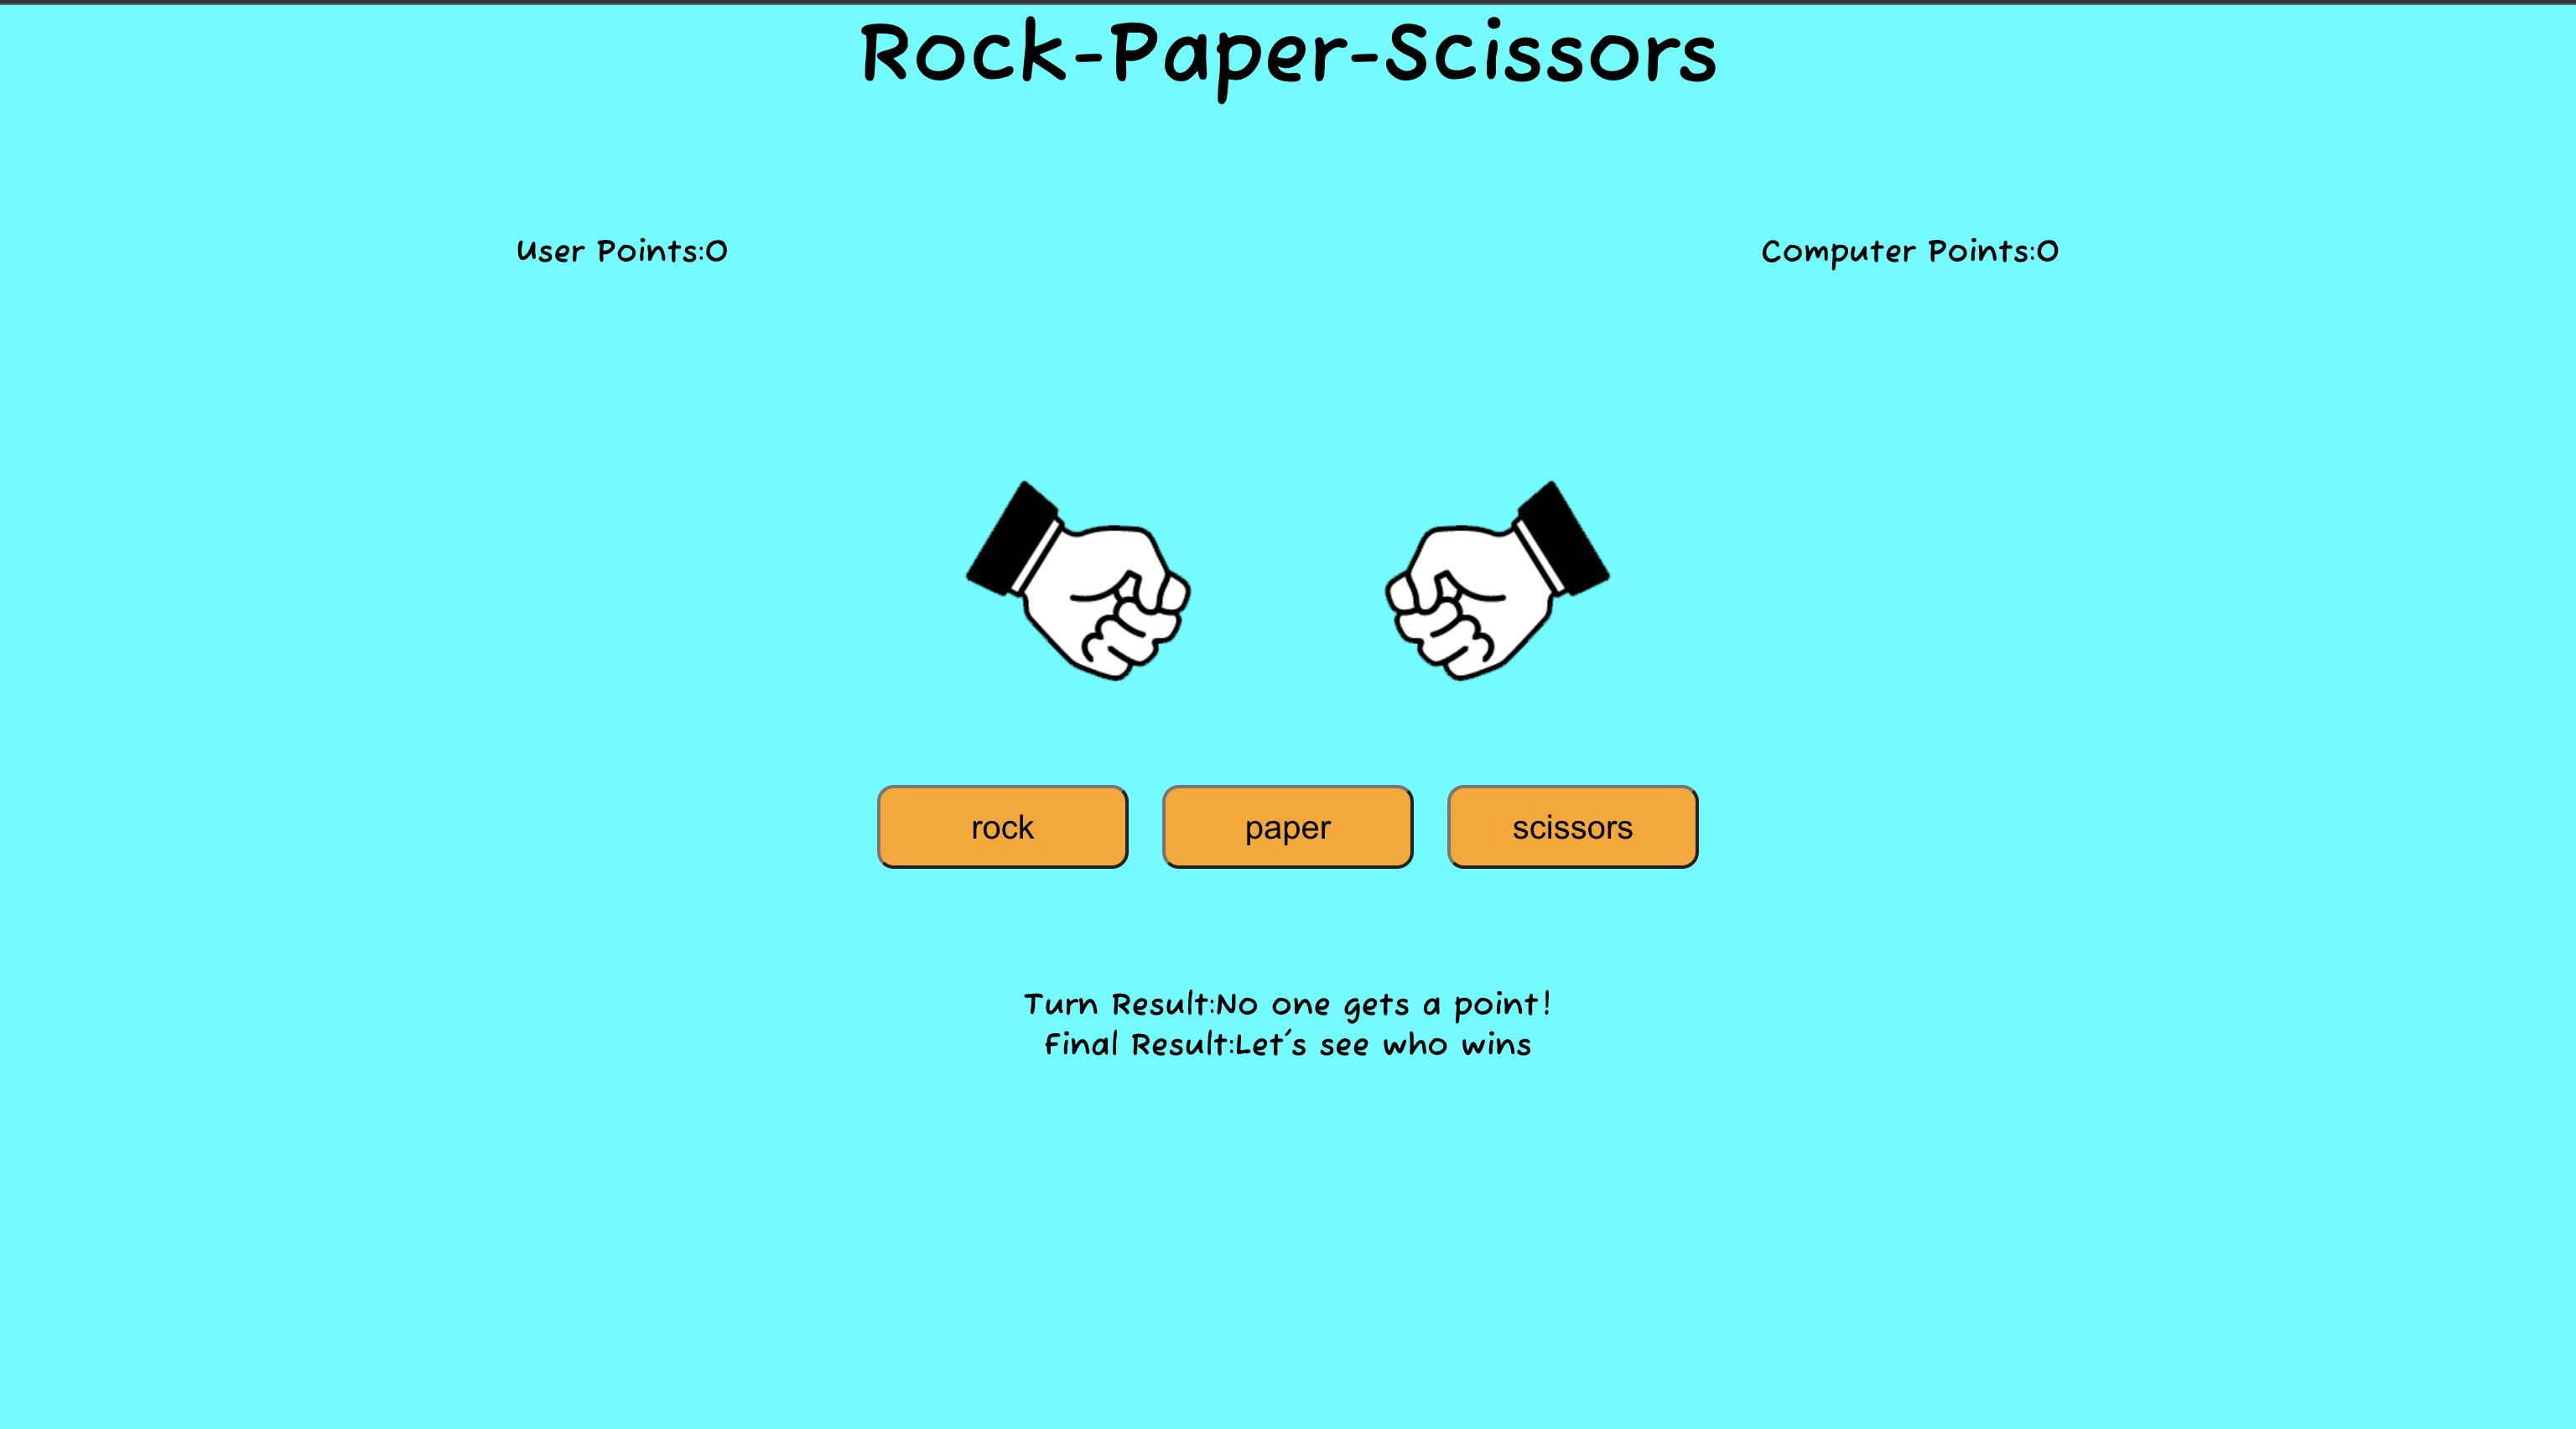 Rock-Paper-Scissors
User Points:0
Computer Points:0
rock
paper
scissors
Turn Result:No one gets a point!
Final Result:Let's see who wins